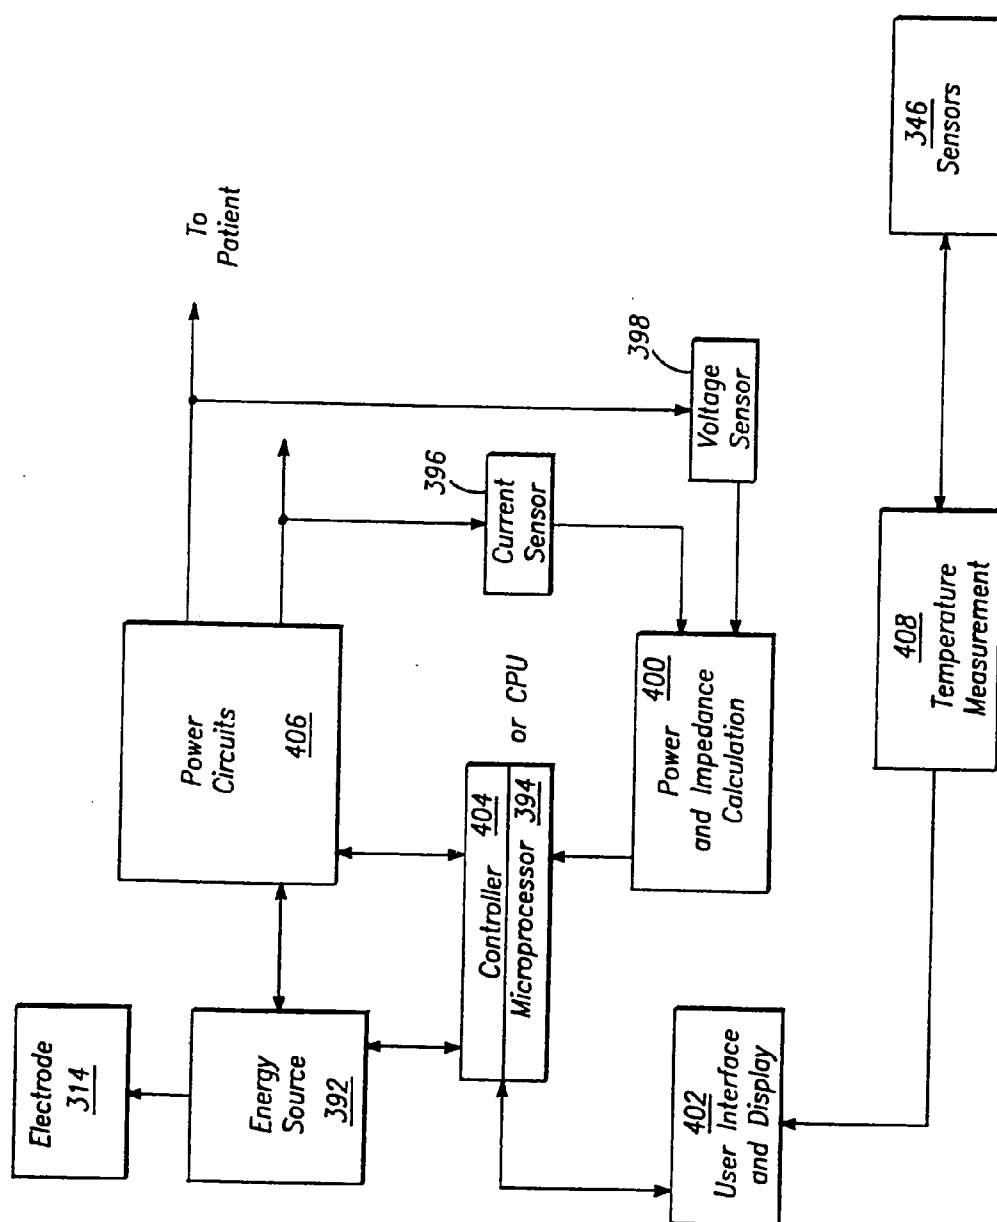 Electrode
314
Energy
Source
392
Power
Circuits
406
To
Patient
Controller 404
Microprocessor 394
or CPU
396
Current
Sensor
398
Voltage
Sensor
400
Power
and Impedance
Calculation
402
User Interface
and Display
408
Temperature
Measurement
346
Sensors